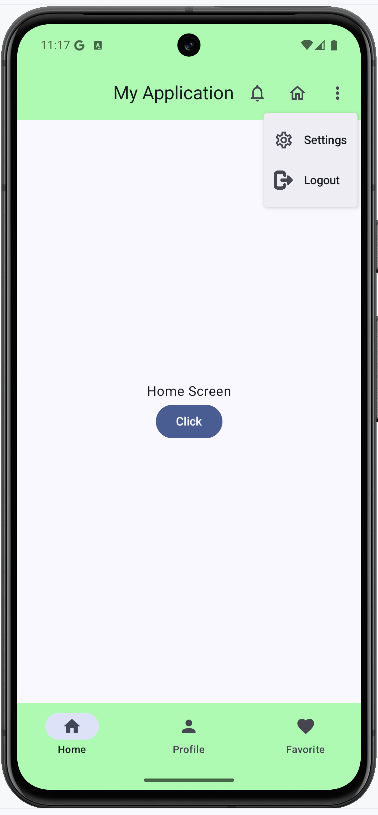 11:17 G A
My Application
Settings
Logout
Home Screen
Click
Home Profile Favorite